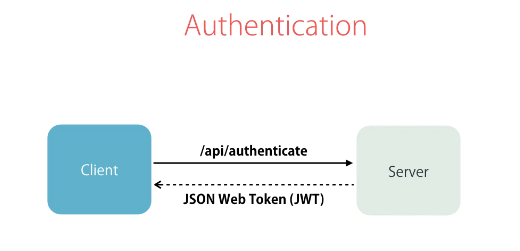 Authentication
/api/authenticate
Client
Server
JSON Web Token (JWT)